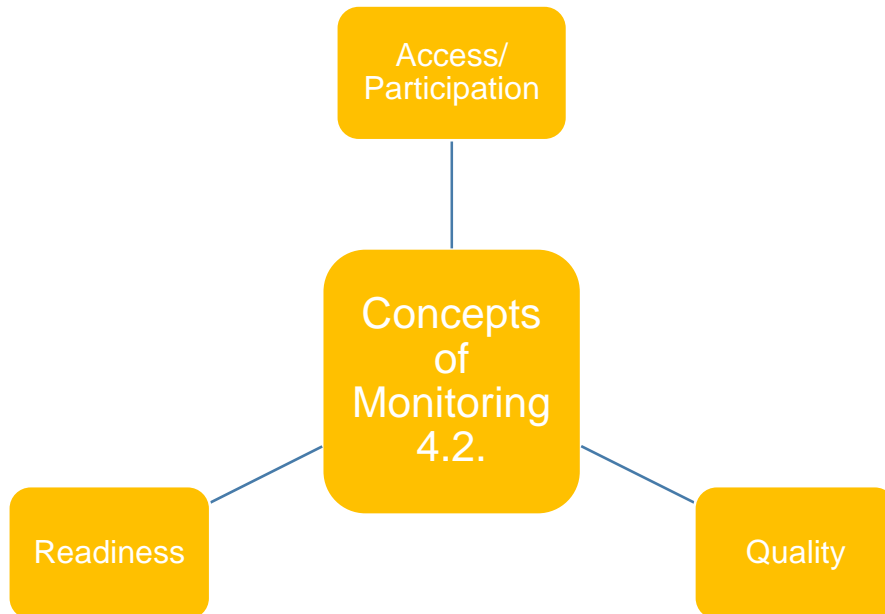 Access/
Participation
Concepts
of
Monitoring
4.2.
Readiness
Quality